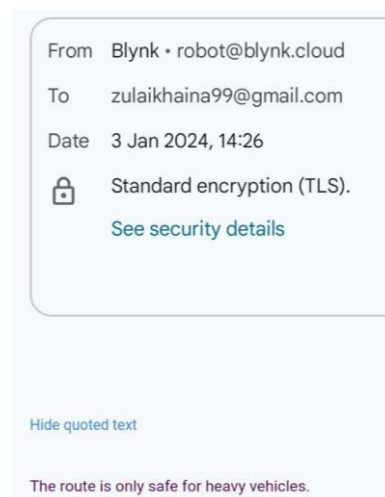 From Blynk • robot@blynk.cloud
To zulaikhaina99@gmail.com
Date 3 Jan 2024, 14:26
Standard encryption (TLS).
See security details
Hide quoted text
The route is only safe for heavy vehicles.